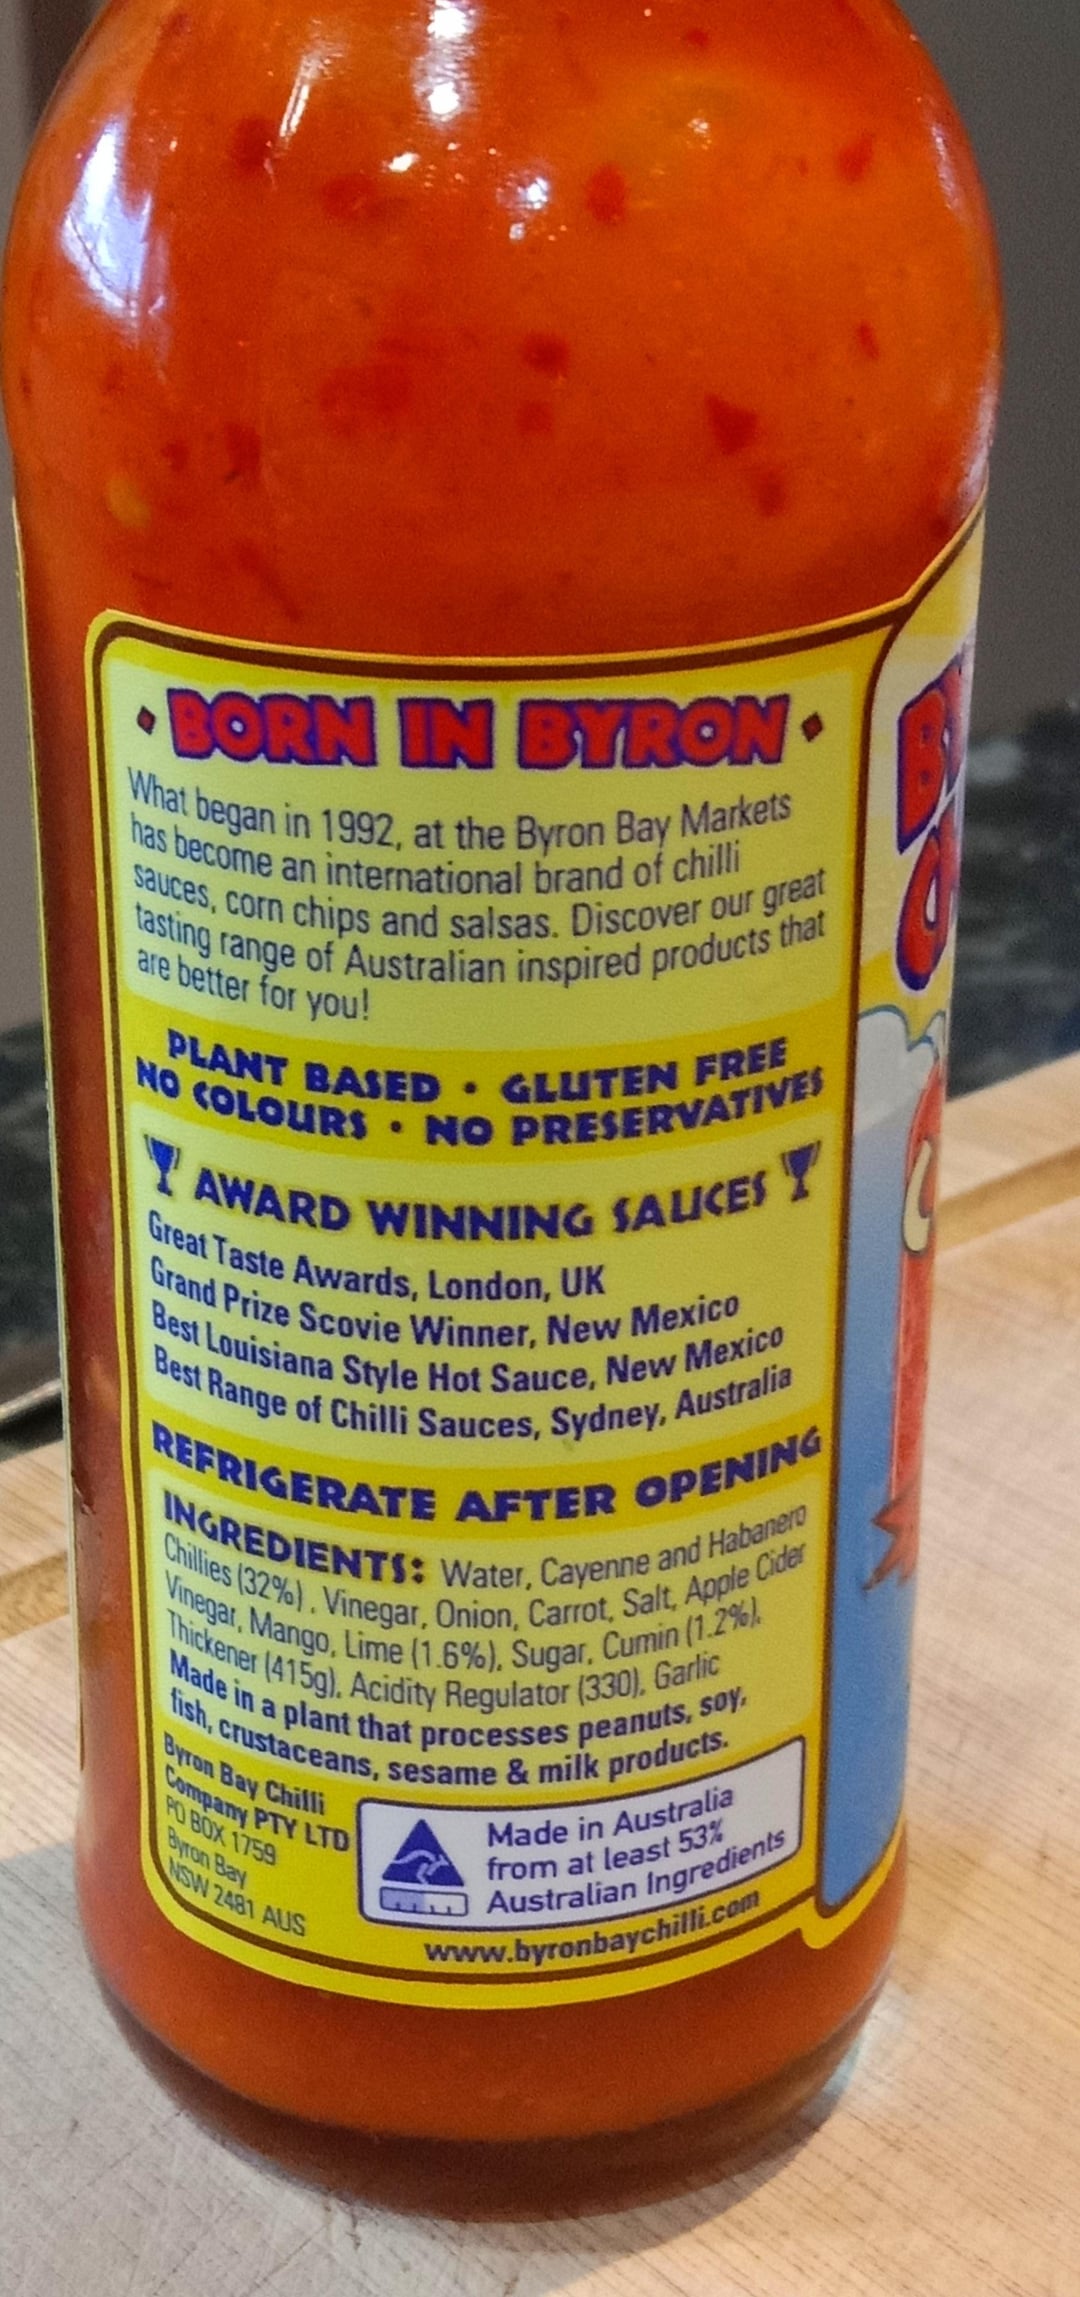 BORN IN BYRON
What began in 1992, at the Byron Bay Markets
has become an international brand of chilli
sauces, corn chips and salsas. Discover our great
tasting range of Australian inspired products that
are better for you!
PLANT BASED • GLUTEN FREE
NO COLOURS • NO PRESERVATIVES
AWARD WINNING SAUCES
Great Taste Awards, London, UK
Grand Prize Scovie Winner, New Mexico
Best Louisiana Style Hot Sauce, New Mexico
Best Range of Chilli Sauces, Sydney, Australia
REFRIGERATE AFTER OPENING
INGREDIENTS: Water, Cayenne and Habanero
Chillies (32%), Vinegar, Onion, Carrot, Salt, Apple Cider
Vinegar, Mango, Lime (1.6%), Sugar, Cumin (1.2%),
Thickener (415g), Acidity Regulator (330), Garlic
Made in a plant that processes peanuts, soy,
fish, crustaceans, sesame & milk products.
Byron Bay Chilli
Company PTY LTD
PO BOX 1759
Byron Bay
NSW 2481 AUS
Made in Australia
from at least 53%
Australian Ingredients
www.byronbaychilli.com